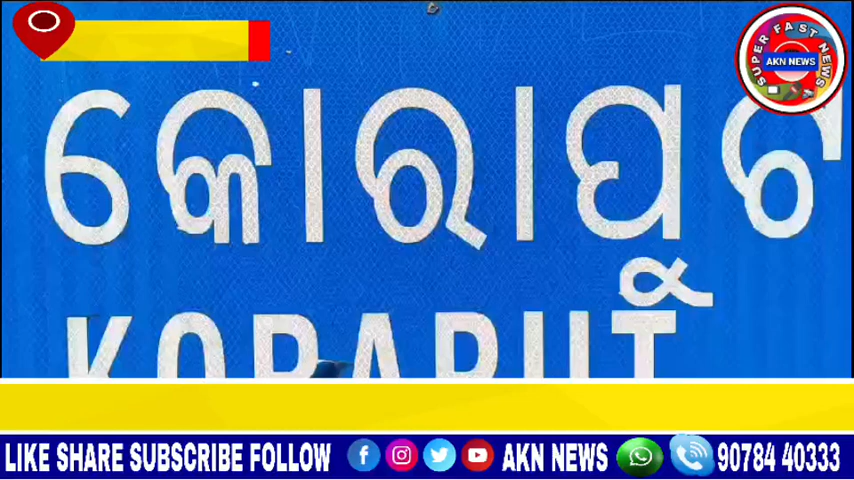 SUPER FAST NEWS
AKN NEWS
କୋରାପୁଟ
KORAPUT
LIKE SHARE SUBSCRIBE FOLLOW AKN NEWS 90784 40333